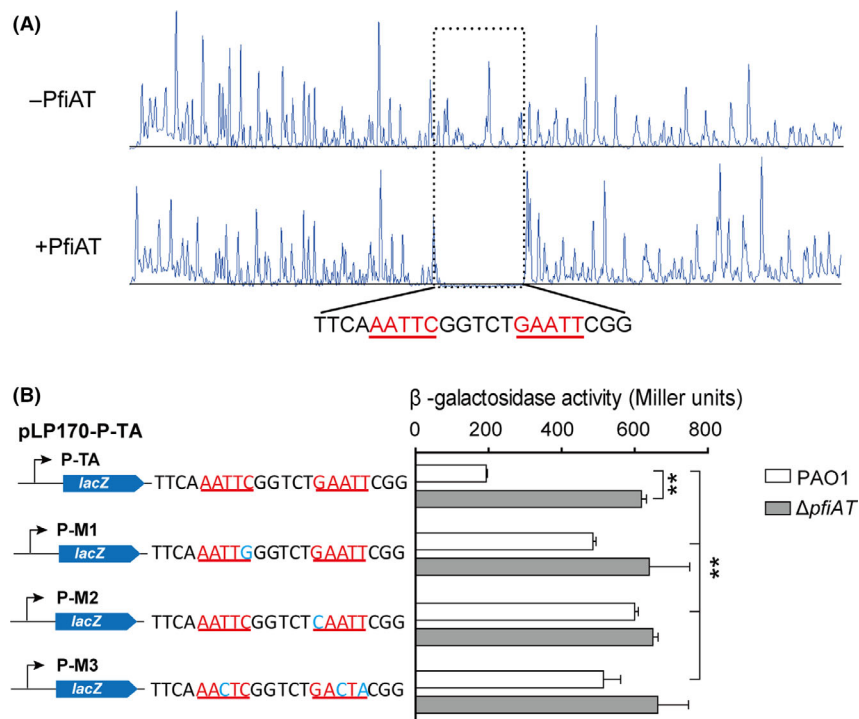 (A)
–PfiAT
+PfiAT
TTCAAATTCGGTCTGAATTCGG
(B)
β -galactosidase activity (Miller units)
pLP170-P-TA
0 200 400 600 800
P-TA
lacZ
TTCAAATTCGGTCTGAATTCGG
**
PAO1
ΔpfiAT
P-M1
lacZ
TTCAAATTGGGTCTGAATTCGG
**
P-M2
lacZ
TTCAAATTCGGTCTCAATTCGG
P-M3
lacZ
TTCAAACTCGGTCTGACTACGG